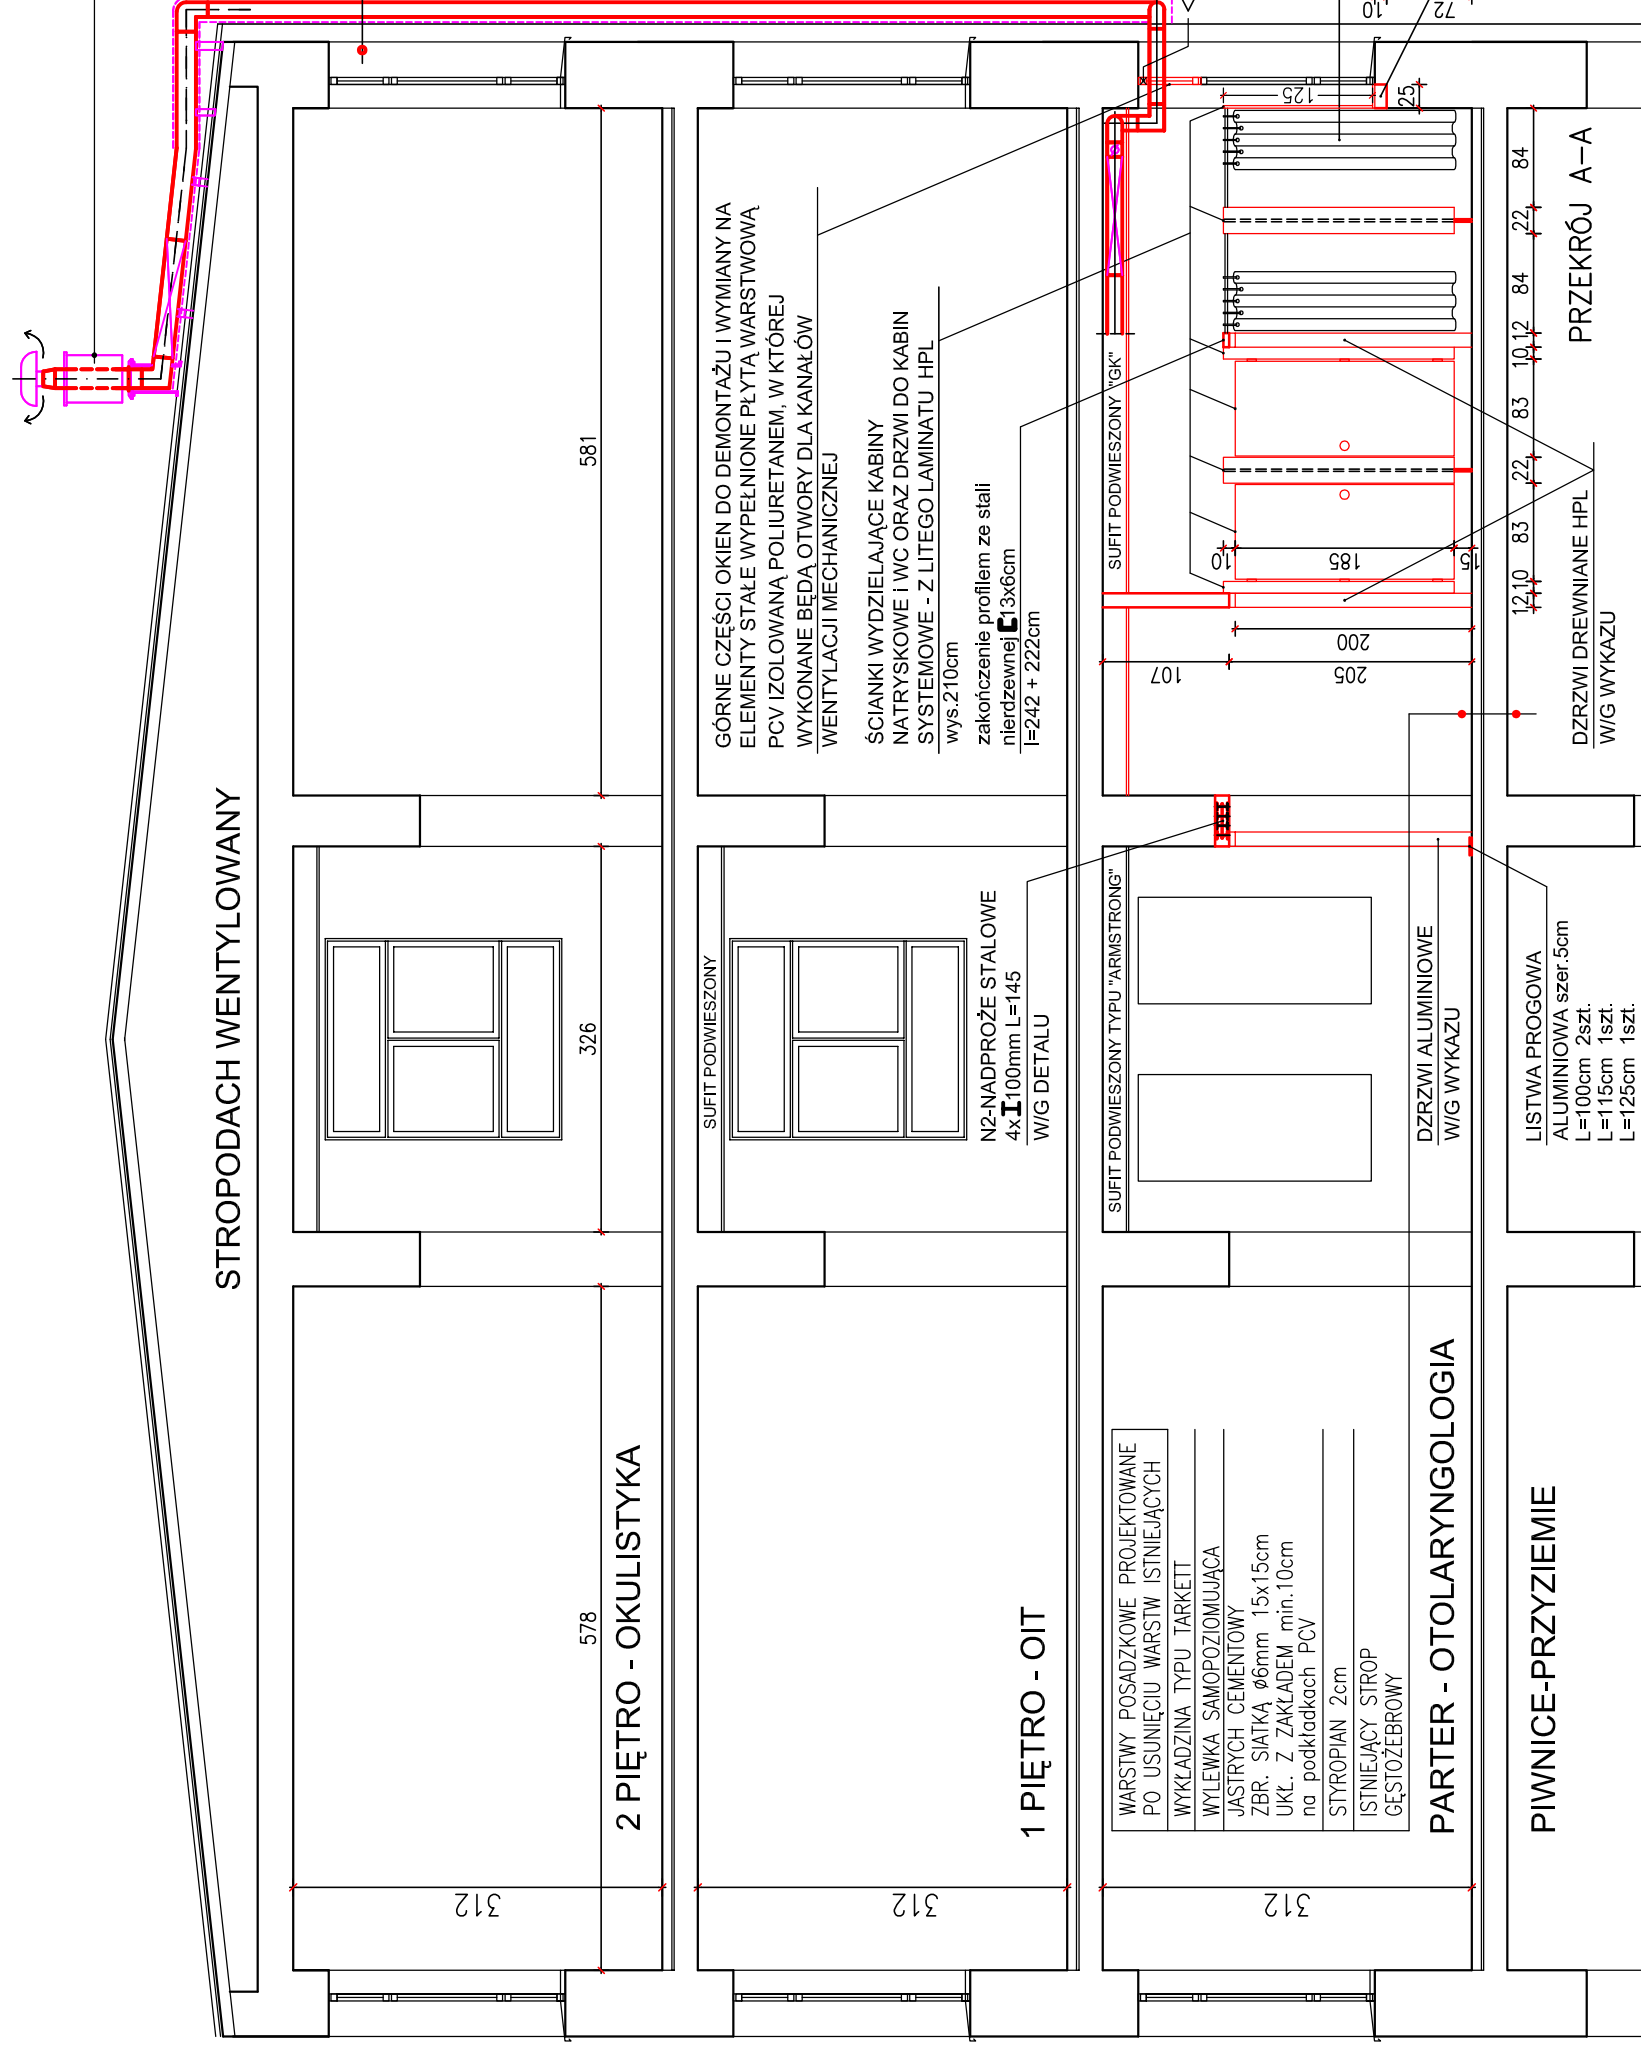 STROPODACH WENTYLOWANY
581
326
578
312
2 PIĘTRO - OKULISTYKA
GÓRNE CZĘŚCI OKIEN DO DEMONTAŻU I WYMIANY NA
ELEMENTY STAŁE WYPEŁNIONE PŁYTĄ WARSTWOWĄ
PCV IZOLOWANĄ POLIURETANEM, W KTÓREJ
WYKONANE BĘDĄ OTWORY DLA KANAŁÓW
WENTYLACJI MECHANICZNEJ
ŚCIANKI WYDZIELAJĄCE KABINY
NATRYSKOWE i WC ORAZ DRZWI DO KABIN
SYSTEMOWE - Z LITEGO LAMINATU HPL
wys.210cm
zakończenie profilem ze stali
nierdzewnej 13x6cm
l=242 + 222cm
SUFIT PODWIESZONY
N2-NADPROŻE STALOWE
4x 100mm L=145
W/G DETALU
312
1 PIĘTRO - OIT
SUFIT PODWIESZONY "GK"
SUFIT PODWIESZONY TYPU "ARMSTRONG"
10
72
125
25
10
185
15
200
107
205
84
22
84
12
10
83
22
83
10
12
PRZEKRÓJ A-A
DZRZWI DREWNIANE HPL
W/G WYKAZU
DZRZWI ALUMINIOWE
W/G WYKAZU
LISTWA PROGOWA
ALUMINIOWA szer.5cm
L=100cm 2szt.
L=115cm 1szt.
L=125cm 1szt.
WARSTWY POSADZKOWE PROJEKTOWANE
PO USUNIĘCIU WARSTW ISTNIEJĄCYCH
WYKŁADZINA TYPU TARKETT
WYLEWKA SAMOPOZIOMUJĄCA
JASTRYCH CEMENTOWY
ZBR. SIATKĄ ø6mm 15x15cm
UKŁ. Z ZAKŁADEM min.10cm
na podkładkach PCV
STYROPIAN 2cm
ISTNIEJĄCY STROP
GĘSTOŻEBROWY
312
PARTER - OTOLARYNGOLOGIA
PIWNICE-PRZYZIEMIE